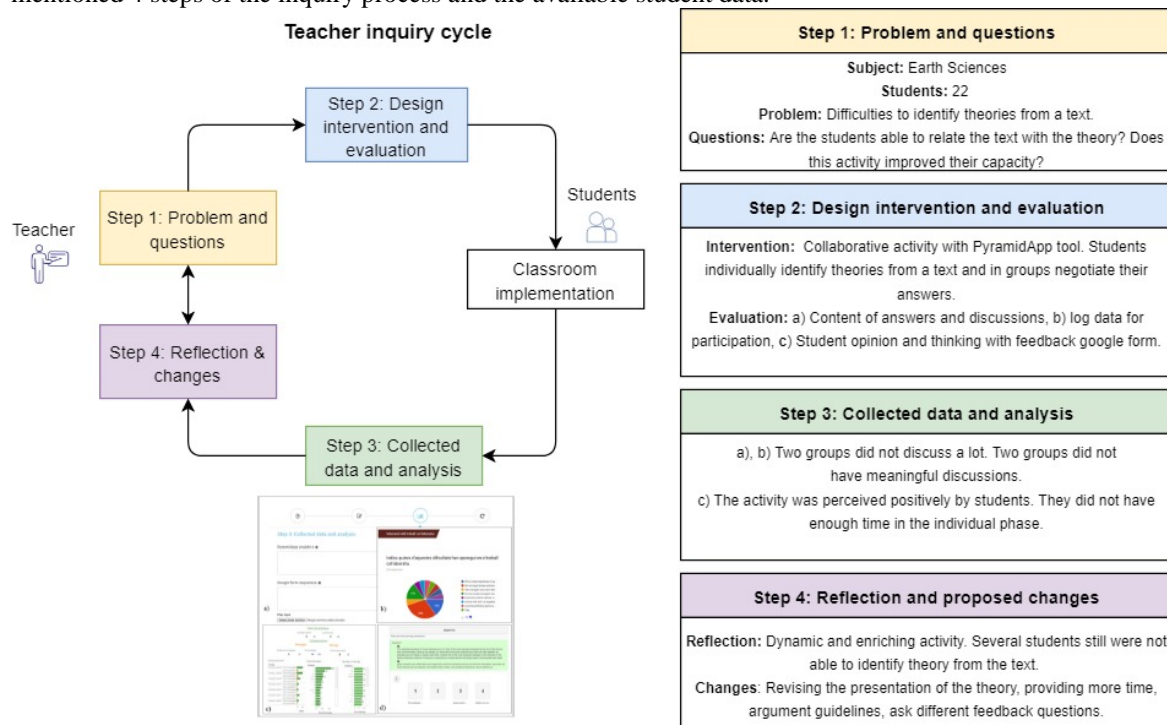 mentioned 4 steps of the inquiry process and the available student data.
Teacher inquiry cycle
Step 2: Design
intervention and
evaluation
Students
Step 1: Problem and
questions
Teacher
Classroom
implementation
Step 4: Reflection &
changes
Step 3: Collected
data and analysis
Step 3: Collected data and analysis
a)
b)
c)
d)
Step 1: Problem and questions
Subject: Earth Sciences
Students: 22
Problem: Difficulties to identify theories from a text.
Questions: Are the students able to relate the text with the theory? Does
this activity improved their capacity?
Step 2: Design intervention and evaluation
Intervention: Collaborative activity with PyramidApp tool. Students
individually identify theories from a text and in groups negotiate their
answers.
Evaluation: a) Content of answers and discussions, b) log data for
participation, c) Student opinion and thinking with feedback google form.
Step 3: Collected data and analysis
a), b) Two groups did not discuss a lot. Two groups did not
have meaningful discussions.
c) The activity was perceived positively by students. They did not have
enough time in the individual phase.
Step 4: Reflection and proposed changes
Reflection: Dynamic and enriching activity. Several students still were not
able to identify theory from the text.
Changes: Revising the presentation of the theory, providing more time,
argument guidelines, ask different feedback questions.